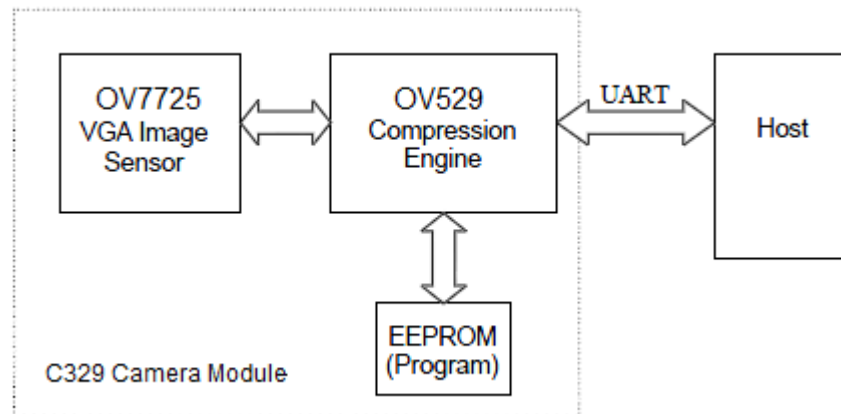 OV7725
VGA Image
Sensor
OV529
Compression
Engine
UART
Host
EEPROM
(Program)
C329 Camera Module